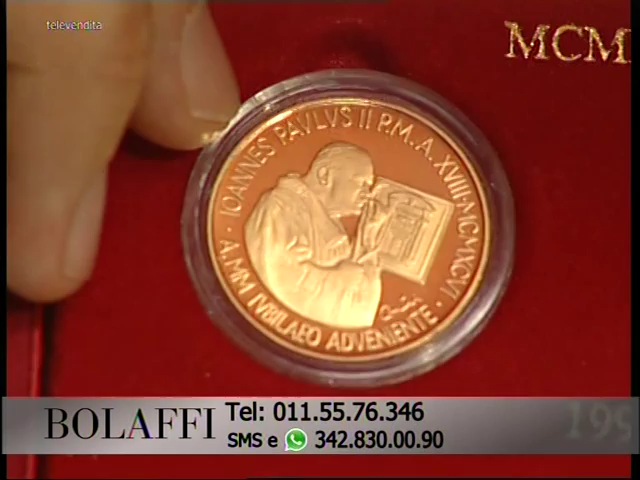 televendita
MCM
IOANNES PAVLVS II P.M. A. XVIII·MCMXCVI
A. MM IVBILAEO ADVENIENTE
BOLAFFI
Tel: 011.55.76.346
SMS e 342.830.00.90
199